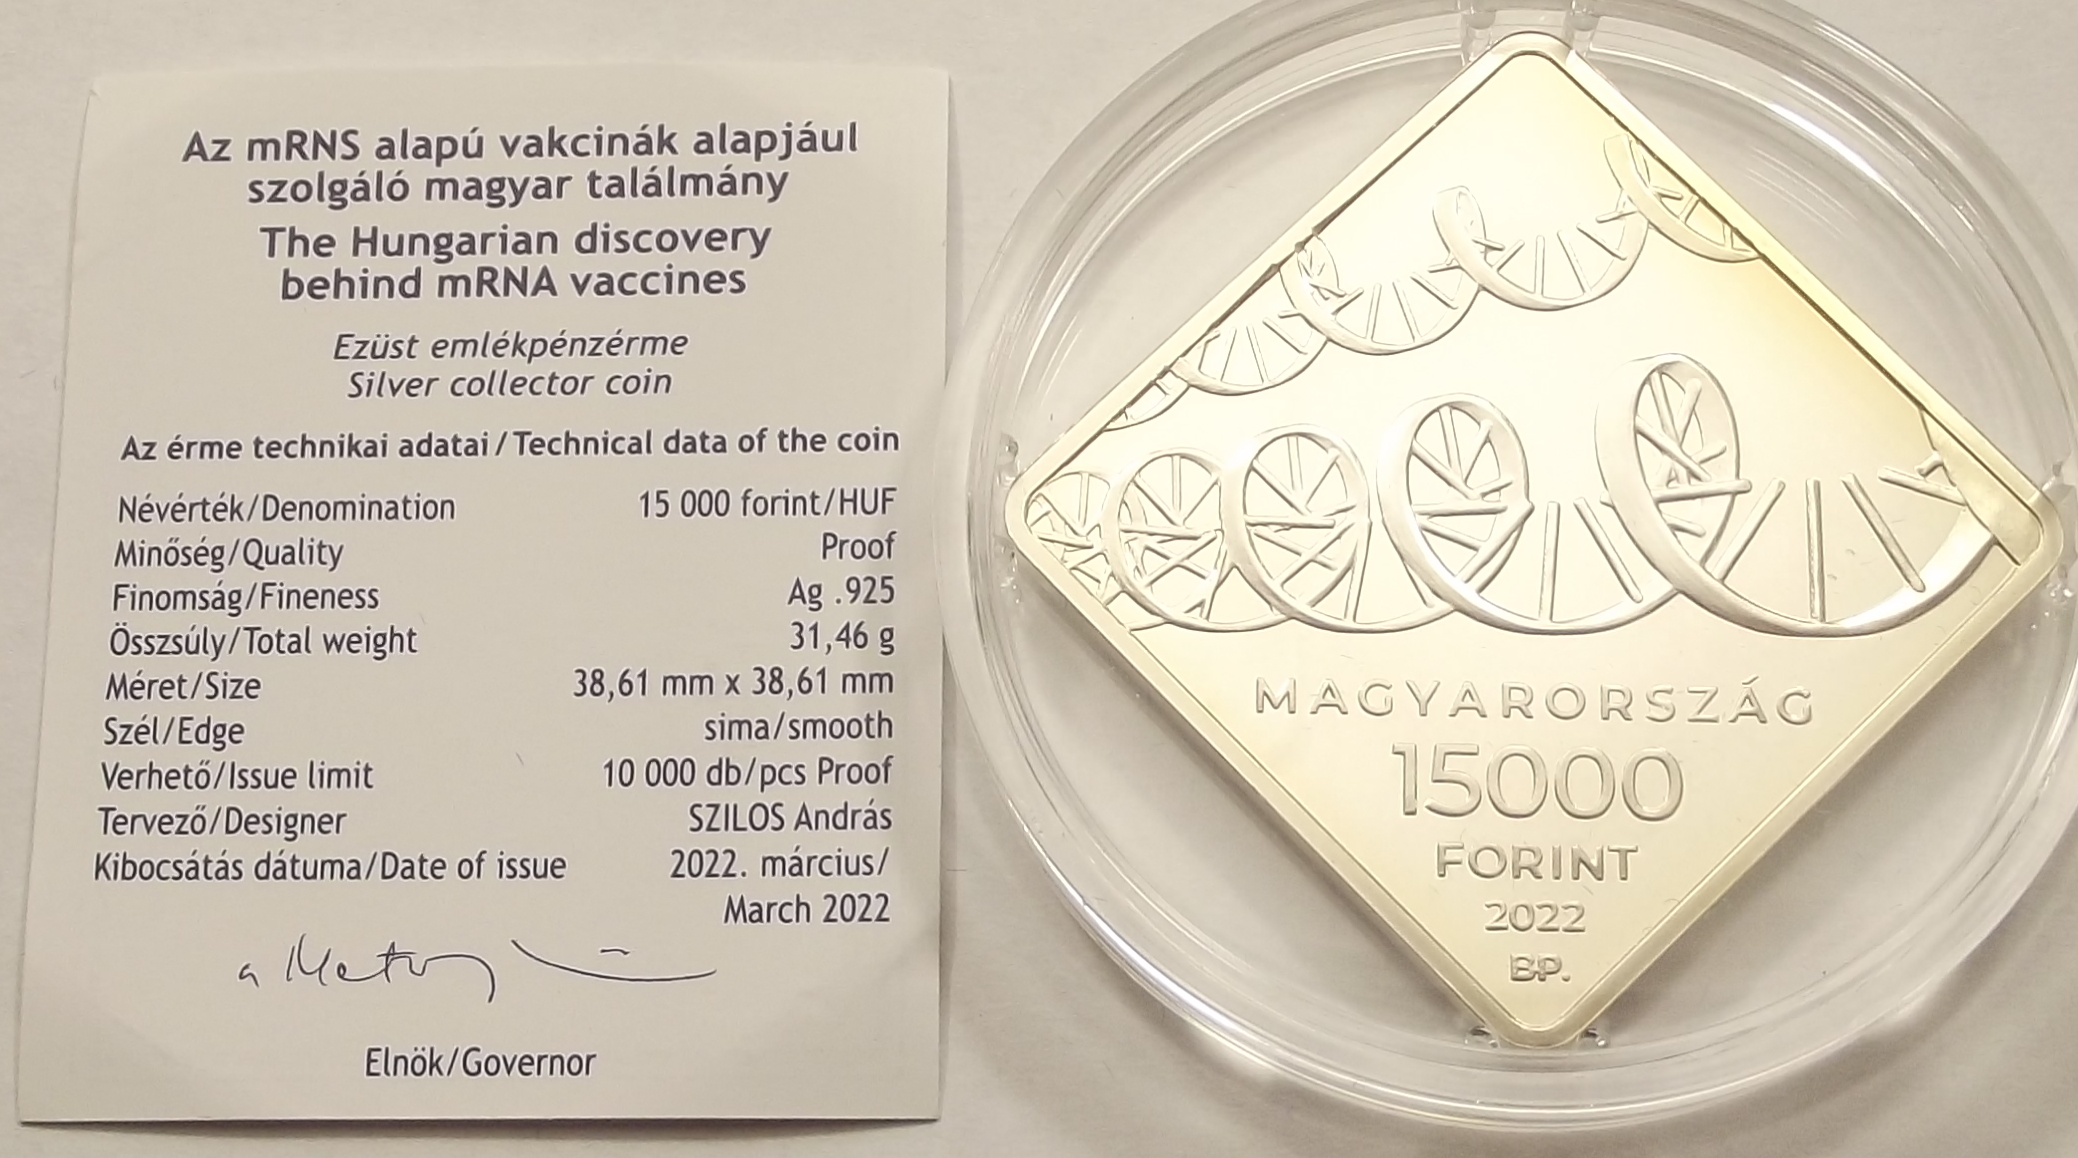 Az mRNS alapú vakcinák alapjául
szolgáló magyar találmány
The Hungarian discovery
behind mRNA vaccines
Ezüst emlékpénzérme
Silver collector coin
Az érme technikai adatai / Technical data of the coin
Névérték/Denomination 15 000 forint/HUF
Minőség/Quality Proof
Finomság/Fineness Ag .925
Összsúly/Total weight 31,46 g
Méret/Size 38,61 mm x 38,61 mm
Szél/Edge sima/smooth
Verhető/Issue limit 10 000 db/pcs Proof
Tervező/Designer SZILOS András
Kibocsátás dátuma/Date of issue 2022. március/
March 2022
Elnök/Governor
MAGYARORSZÁG
15000
FORINT
2022
BP.